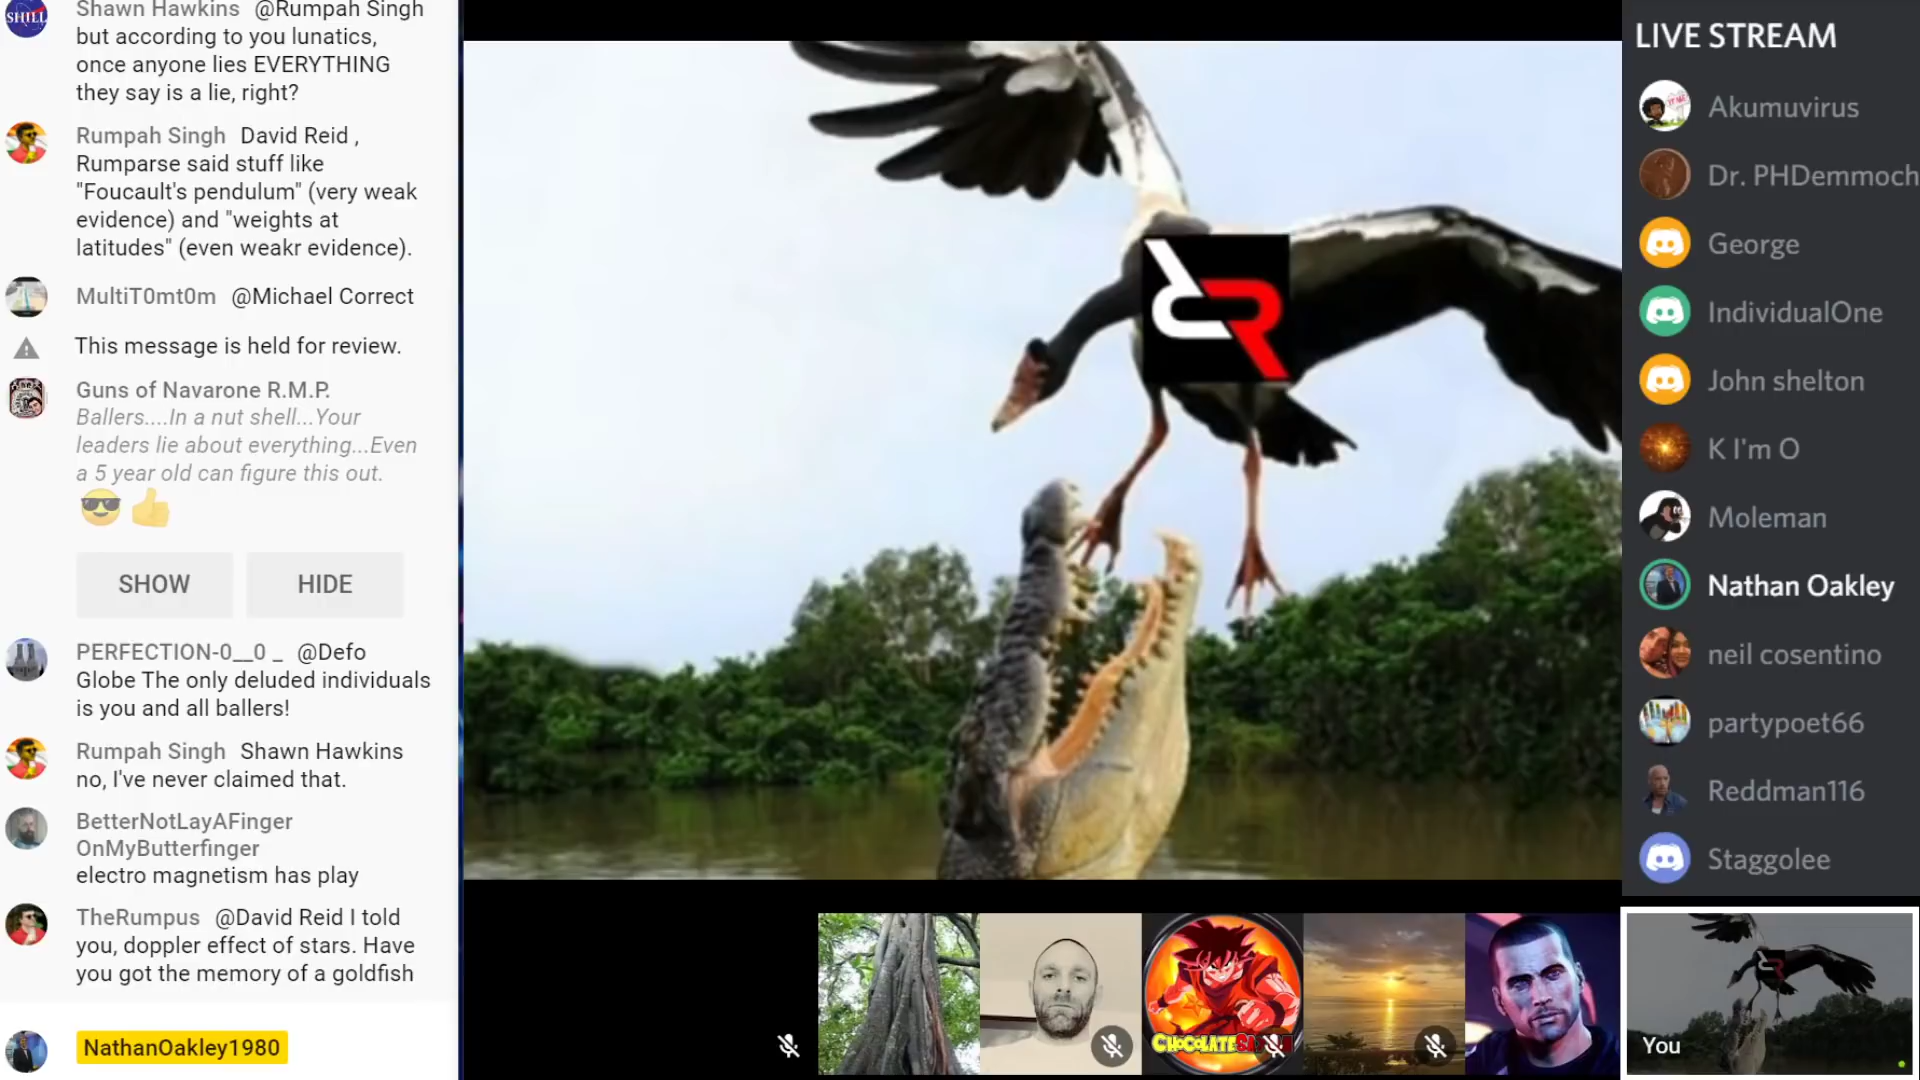 Shawn Hawkins @Rumpah Singh
but according to you lunatics,
once anyone lies EVERYTHING
they say is a lie, right?
Rumpah Singh David Reid ,
Rumparse said stuff like
"Foucault's pendulum" (very weak
evidence) and "weights at
latitudes" (even weakr evidence).
MultiT0mt0m @Michael Correct
This message is held for review.
Guns of Navarone R.M.P.
Ballers....In a nut shell...Your
leaders lie about everything...Even
a 5 year old can figure this out.
SHOW HIDE
PERFECTION-0__0 _ @Defo
Globe The only deluded individuals
is you and all ballers!
Rumpah Singh Shawn Hawkins
no, I've never claimed that.
BetterNotLayAFinger
OnMyButterfinger
electro magnetism has play
TheRumpus @David Reid I told
you, doppler effect of stars. Have
you got the memory of a goldfish
NathanOakley1980
SHILL
R
LIVE STREAM
Akumuvirus
Dr. PHDemmoch
George
IndividualOne
John shelton
K I'm O
Moleman
Nathan Oakley
neil cosentino
partypoet66
Reddman116
Staggolee
You